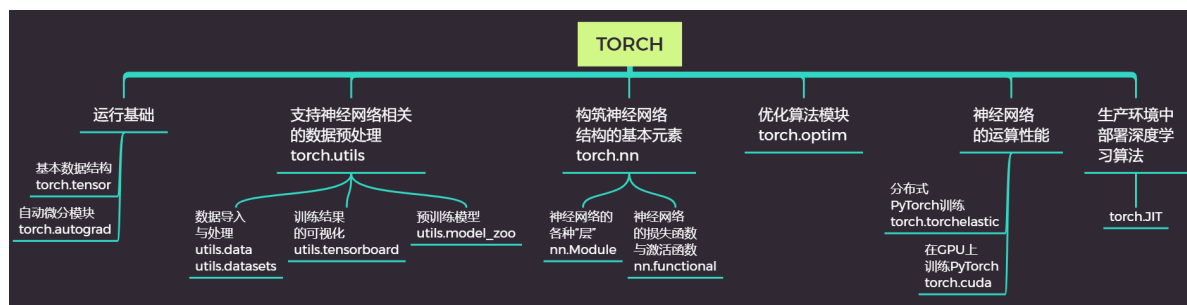 TORCH
运行基础
基本数据结构
torch.tensor
自动微分模块
torch.autograd
支持神经网络相关
的数据预处理
torch.utils
数据导入
与处理
utils.data
utils.datasets
训练结果
的可视化
utils.tensorboard
预训练模型
utils.model_zoo
构筑神经网络
结构的基本元素
torch.nn
神经网络的
各种“层”
nn.Module
神经网络
的损失函数
与激活函数
nn.functional
优化算法模块
torch.optim
神经网络
的运算性能
分布式
PyTorch训练
torch.torchelastic
在GPU上
训练PyTorch
torch.cuda
生产环境中
部署深度学
习算法
torch.JIT